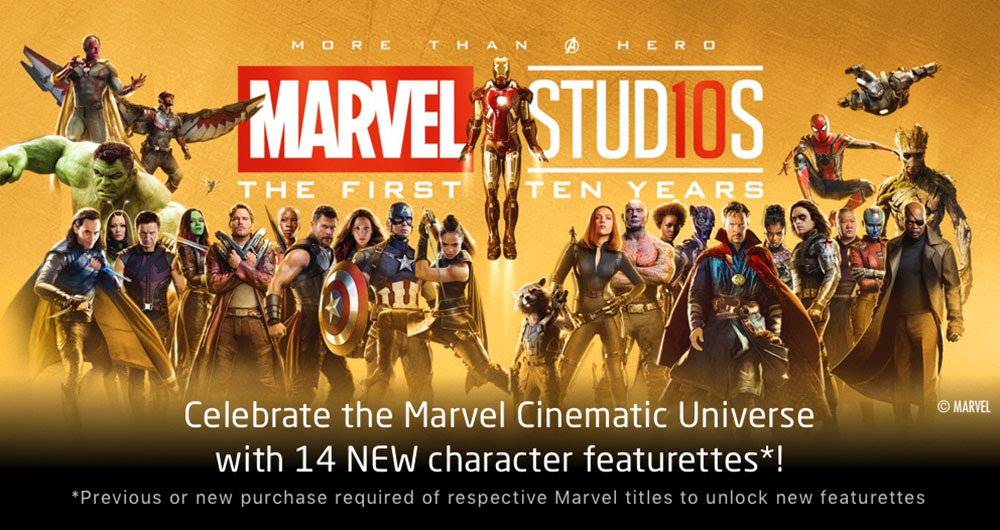 MORE THAN A HERO
MARVEL STUD10S
THE FIRST TEN YEARS
© MARVEL
Celebrate the Marvel Cinematic Universe
with 14 NEW character featurettes*!
*Previous or new purchase required of respective Marvel titles to unlock new featurettes